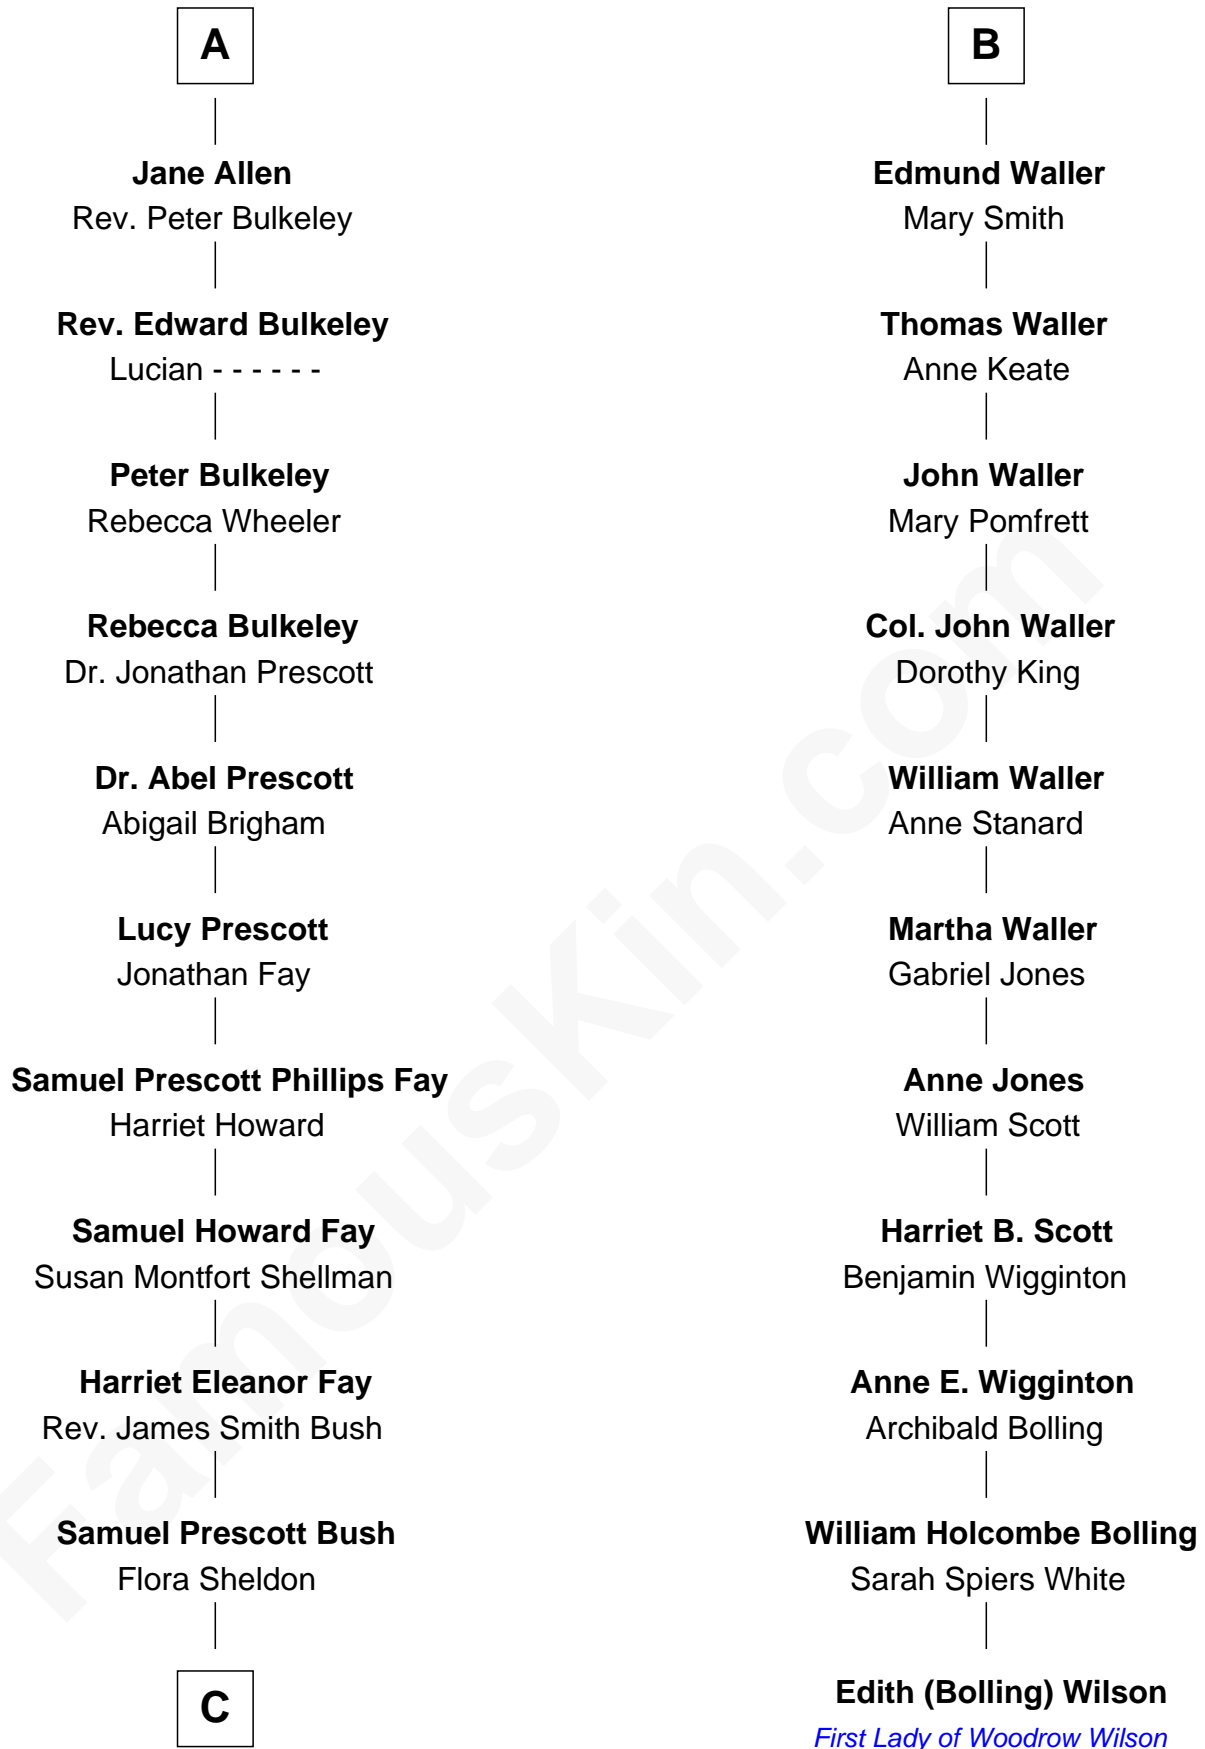 A
Jane Allen
Rev. Peter Bulkeley
Rev. Edward Bulkeley
Lucian - - - - - -
Peter Bulkeley
Rebecca Wheeler
Rebecca Bulkeley
Dr. Jonathan Prescott
Dr. Abel Prescott
Abigail Brigham
Lucy Prescott
Jonathan Fay
Samuel Prescott Phillips Fay
Harriet Howard
Samuel Howard Fay
Susan Montfort Shellman
Harriet Eleanor Fay
Rev. James Smith Bush
Samuel Prescott Bush
Flora Sheldon
C
B
Edmund Waller
Mary Smith
Thomas Waller
Anne Keate
John Waller
Mary Pomfrett
Col. John Waller
Dorothy King
William Waller
Anne Stanard
Martha Waller
Gabriel Jones
Anne Jones
William Scott
Harriet B. Scott
Benjamin Wigginton
Anne E. Wigginton
Archibald Bolling
William Holcombe Bolling
Sarah Spiers White
Edith (Bolling) Wilson
First Lady of Woodrow Wilson
FamousKin.com